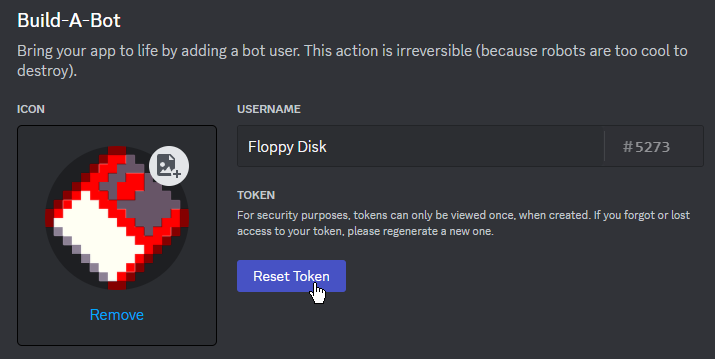 Build-A-Bot
Bring your app to life by adding a bot user. This action is irreversible (because robots are too cool to
destroy).
ICON
USERNAME
Floppy Disk
#5273
TOKEN
For security purposes, tokens can only be viewed once, when created. If you forgot or lost
access to your token, please regenerate a new one.
Reset Token
Remove